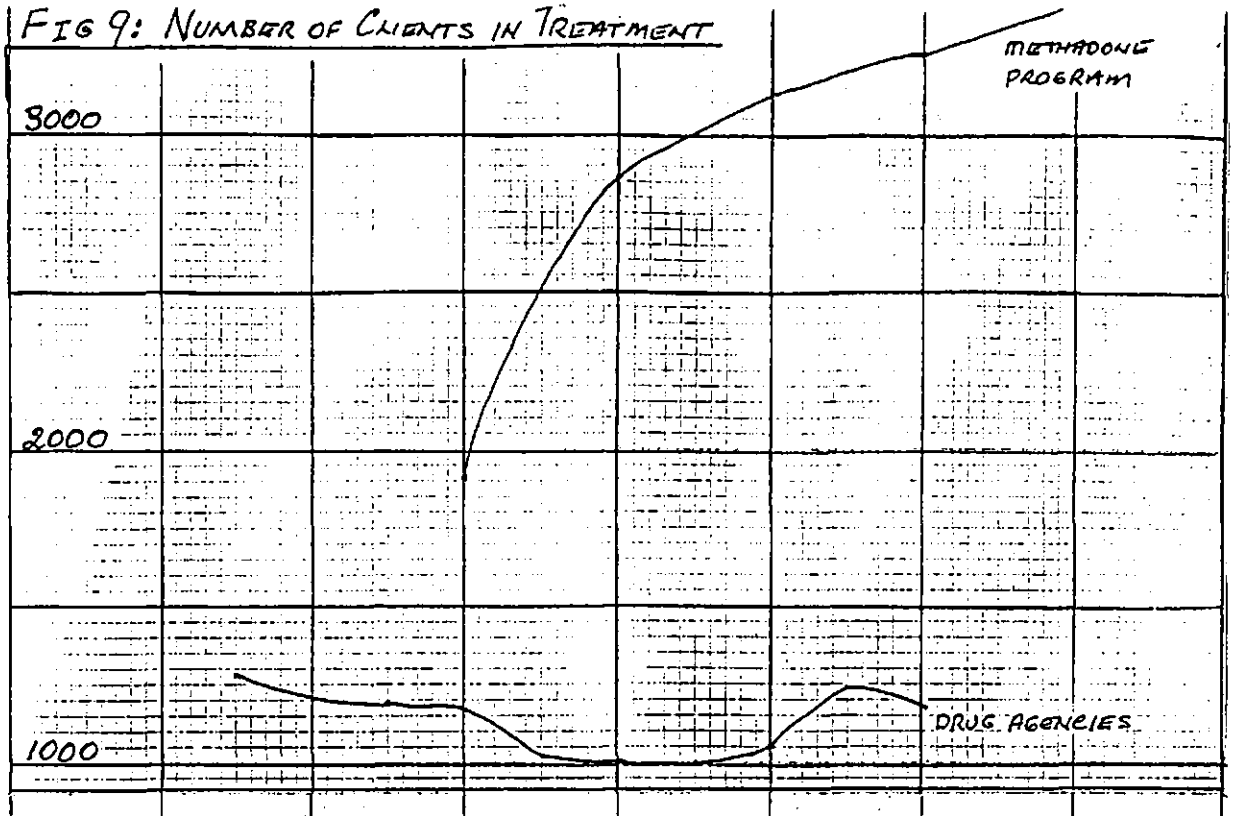 FIG 9: NUMBER OF CLIENTS IN TREATMENT
METHADONE
PROGRAM
3000
2000
DRUG AGENCIES
1000